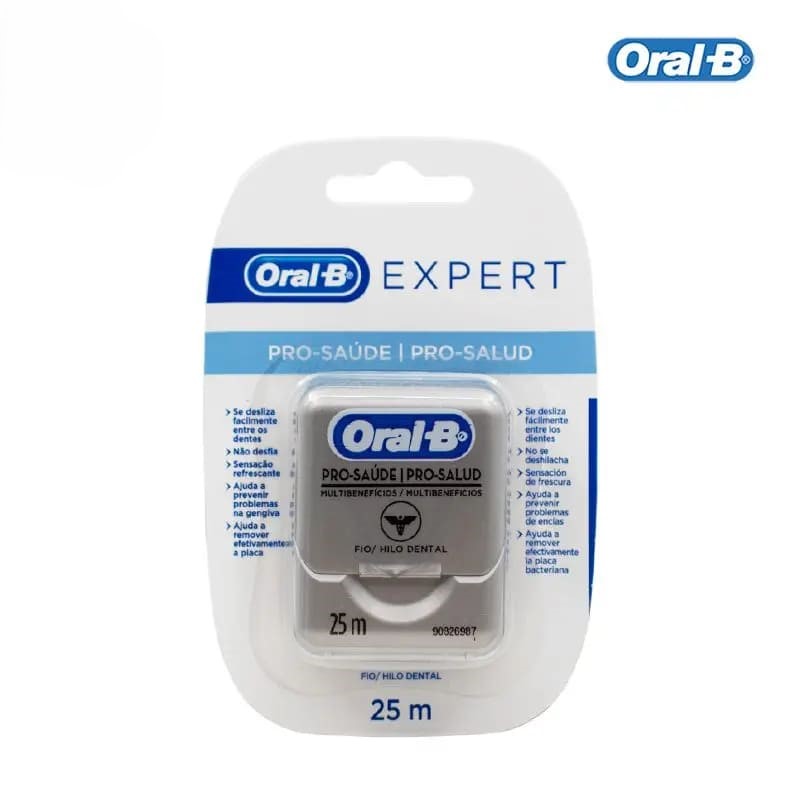 Oral-B®
Oral-B® EXPERT
PRO-SAÚDE | PRO-SALUD
Se desliza
facilmente
entre os
dentes
Não desfia
Sensação
refrescante
Ajuda a
prevenir
problemas
na gengiva
Ajuda a
remover
efetivamente
a placa
Oral-B®
PRO-SAÚDE | PRO-SALUD
MULTIBENEFÍCIOS / MULTIBENEFICIOS
FIO/ HILO DENTAL
25 m
90926987
Se desliza
fácilmente
entre los
dientes
No se
deshilacha
Sensación
de frescura
Ayuda a
prevenir
problemas
de encías
Ayuda a
remover
efectivamente
la placa
bacteriana
FIO/ HILO DENTAL
25 m